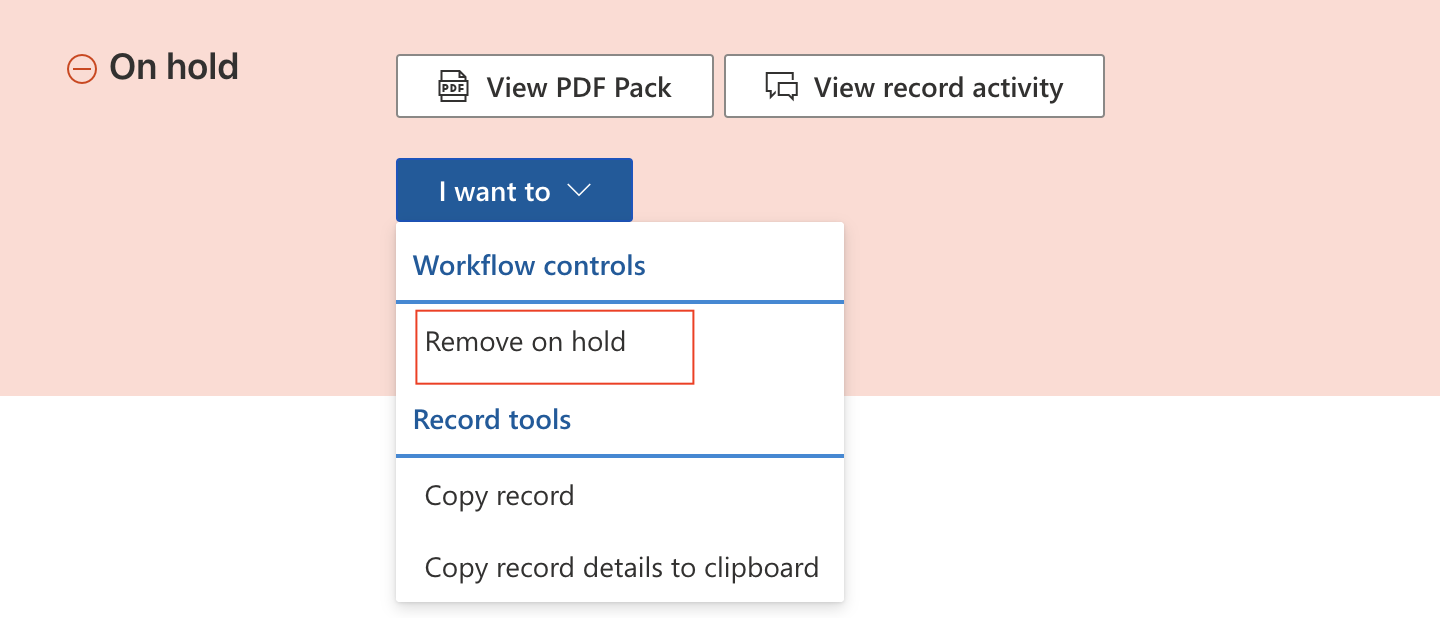 On hold
PDF
View PDF Pack
View record activity
I want to
Workflow controls
Remove on hold
Record tools
Copy record
Copy record details to clipboard